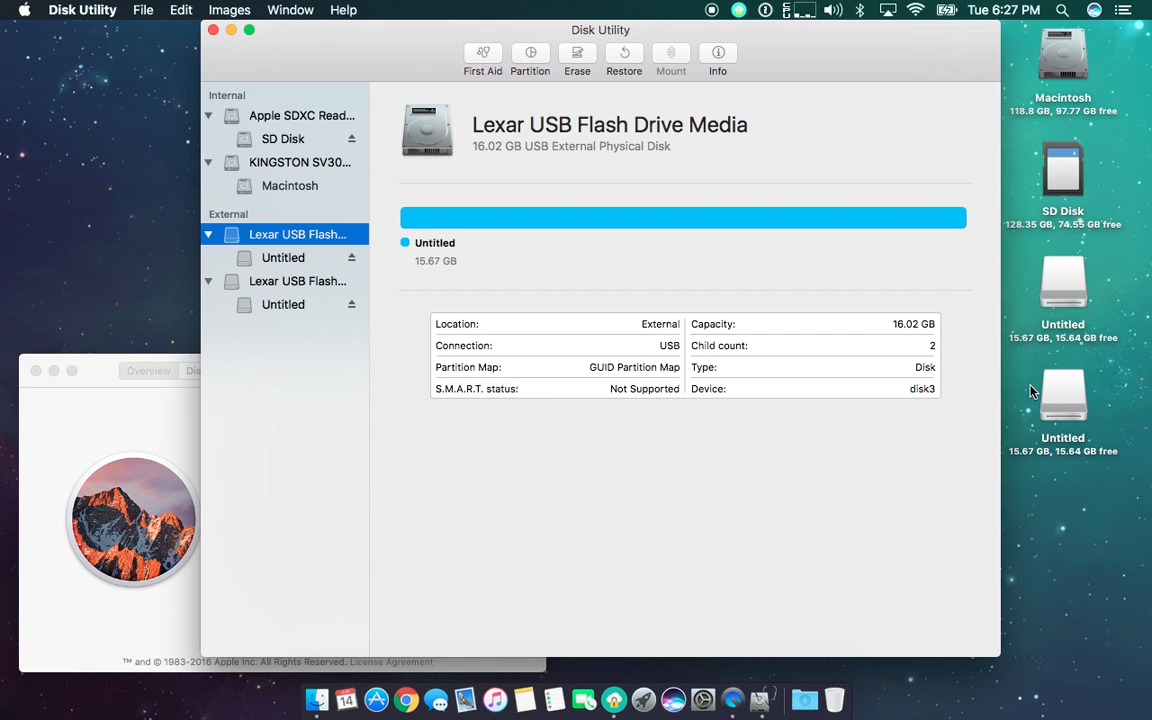 Disk Utility File Edit Images Window Help
Tue 6:27 PM
Disk Utility
First Aid Partition Erase Restore Mount Info
Internal
Apple SDXC Read...
SD Disk
KINGSTON SV30...
Macintosh
External
Lexar USB Flash...
Untitled
Lexar USB Flash...
Untitled
Lexar USB Flash Drive Media
16.02 GB USB External Physical Disk
Untitled
15.67 GB
Location: External
Capacity: 16.02 GB
Connection: USB
Child count: 2
Partition Map: GUID Partition Map
Type: Disk
S.M.A.R.T. status: Not Supported
Device: disk3
Macintosh
118.8 GB, 97.77 GB free
SD Disk
128.35 GB, 74.55 GB free
Untitled
15.67 GB, 15.64 GB free
Untitled
15.67 GB, 15.64 GB free
Overview
™ and © 1983-2016 Apple Inc. All Rights Reserved. License Agreement
14